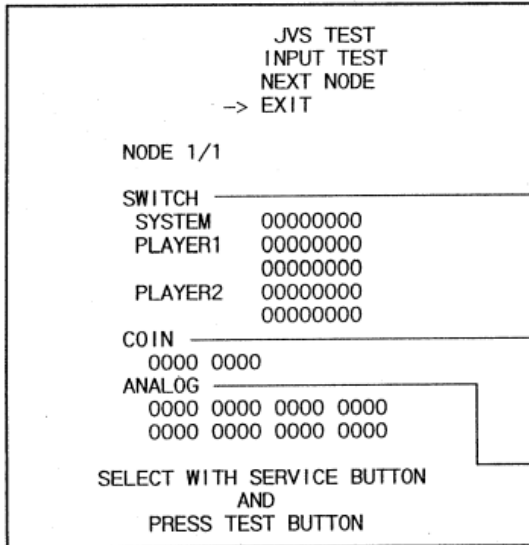 JVS TEST
INPUT TEST
NEXT NODE
-> EXIT
NODE 1/1
SWITCH
SYSTEM 00000000
PLAYER1 00000000
00000000
PLAYER2 00000000
00000000
COIN
0000 0000
ANALOG
0000 0000 0000 0000
0000 0000 0000 0000
SELECT WITH SERVICE BUTTON
AND
PRESS TEST BUTTON